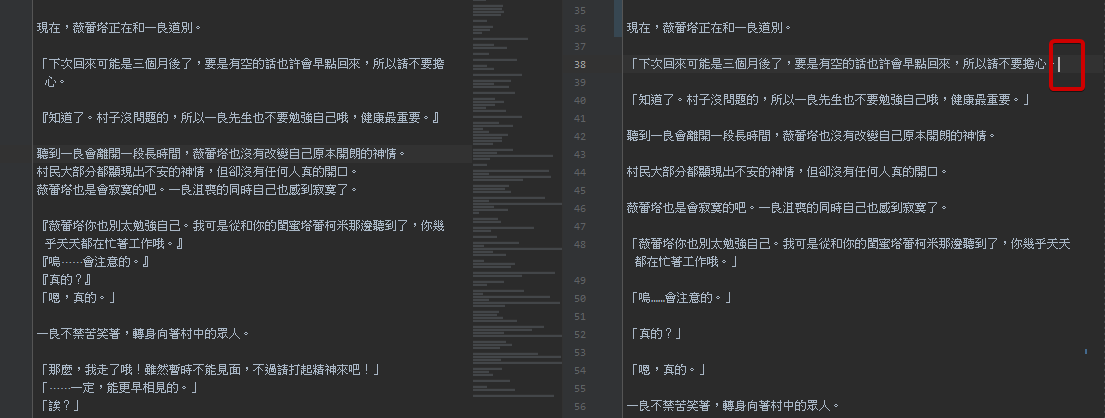 現在，薇蕾塔正在和一良道別。
「下次回來可能是三個月後了，要是有空的話也許會早點回來，所以請不要擔
心。
『知道了。村子沒問題的，所以一良先生也不要勉強自己哦，健康最重要。』
聽到一良會離開一段長時間，薇蕾塔也沒有改變自己原本開朗的神情。
村民大部分都顯現出不安的神情，但卻沒有任何人真的開口。
薇蕾塔也是會寂寞的吧。一良沮喪的同時自己也感到寂寞了。
『薇蕾塔你也別太勉強自己。我可是從和你的閨蜜塔蕾柯米那邊聽到了，你幾
乎天天都在忙著工作哦。』
『嗚……會注意的。』
『真的？』
「嗯，真的。」
一良不禁苦笑著，轉身向著村中的眾人。
「那麼，我走了哦！雖然暫時不能見面，不過請打起精神來吧！」
「……一定，能更早相見的。」
「誒？」
35
36
現在，薇蕾塔正在和一良道別。
37
38
「下次回來可能是三個月後了，要是有空的話也許會早點回來，所以請不要擔心。
39
40
「知道了。村子沒問題的，所以一良先生也不要勉強自己哦，健康最重要。」
41
42
聽到一良會離開一段長時間，薇蕾塔也沒有改變自己原本開朗的神情。
43
44
村民大部分都顯現出不安的神情，但卻沒有任何人真的開口。
45
46
薇蕾塔也是會寂寞的吧。一良沮喪的同時自己也感到寂寞了。
47
48
「薇蕾塔你也別太勉強自己。我可是從和你的閨蜜塔蕾柯米那邊聽到了，你幾乎天天
都在忙著工作哦。」
49
50
「嗚……會注意的。」
51
52
「真的？」
53
54
「嗯，真的。」
55
56
一良不禁苦笑著，轉身向著村中的眾人。